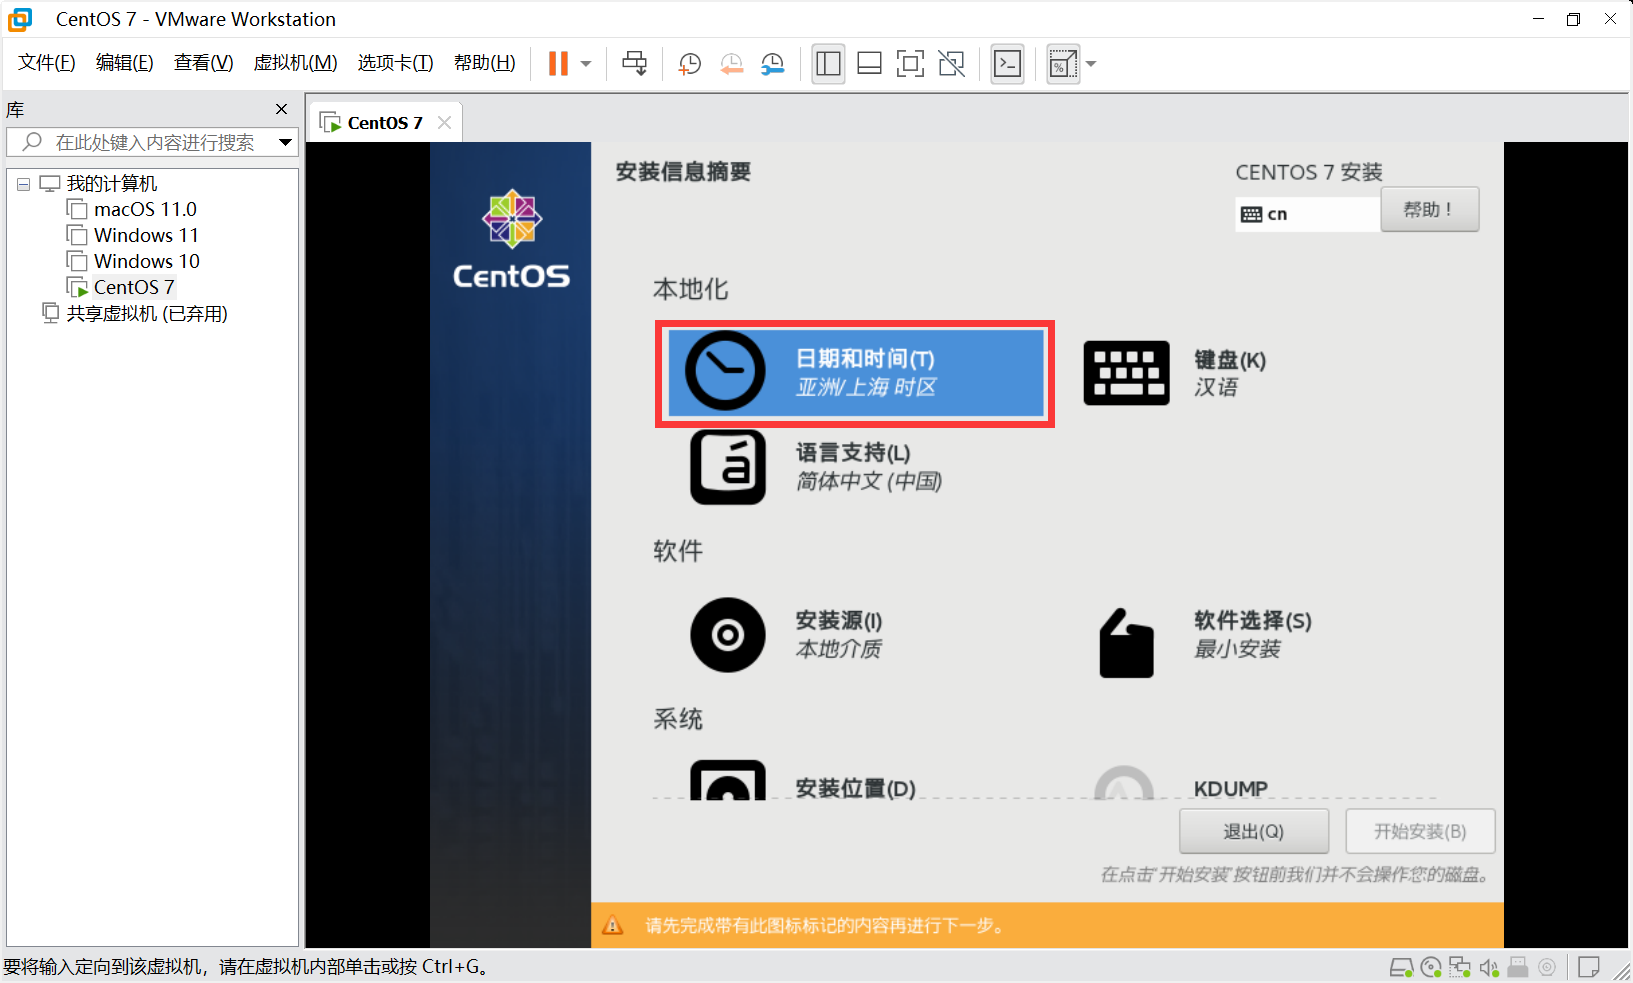 CentOS 7 - VMware Workstation
文件(F) 编辑(E) 查看(V) 虚拟机(M) 选项卡(T) 帮助(H)
库
在此处键入内容进行搜索
我的计算机
macOS 11.0
Windows 11
Windows 10
CentOS 7
共享虚拟机 (已弃用)
CentOS 7
CentOS
安装信息摘要
CENTOS 7 安装
cn
帮助！
本地化
日期和时间(T)
亚洲/上海 时区
键盘(K)
汉语
语言支持(L)
简体中文 (中国)
软件
安装源(I)
本地介质
软件选择(S)
最小安装
系统
安装位置(D)
KDUMP
退出(Q)
开始安装(B)
在点击'开始安装'按钮前我们并不会操作您的磁盘。
请先完成带有此图标标记的内容再进行下一步。
要将输入定向到该虚拟机，请在虚拟机内部单击或按 Ctrl+G。